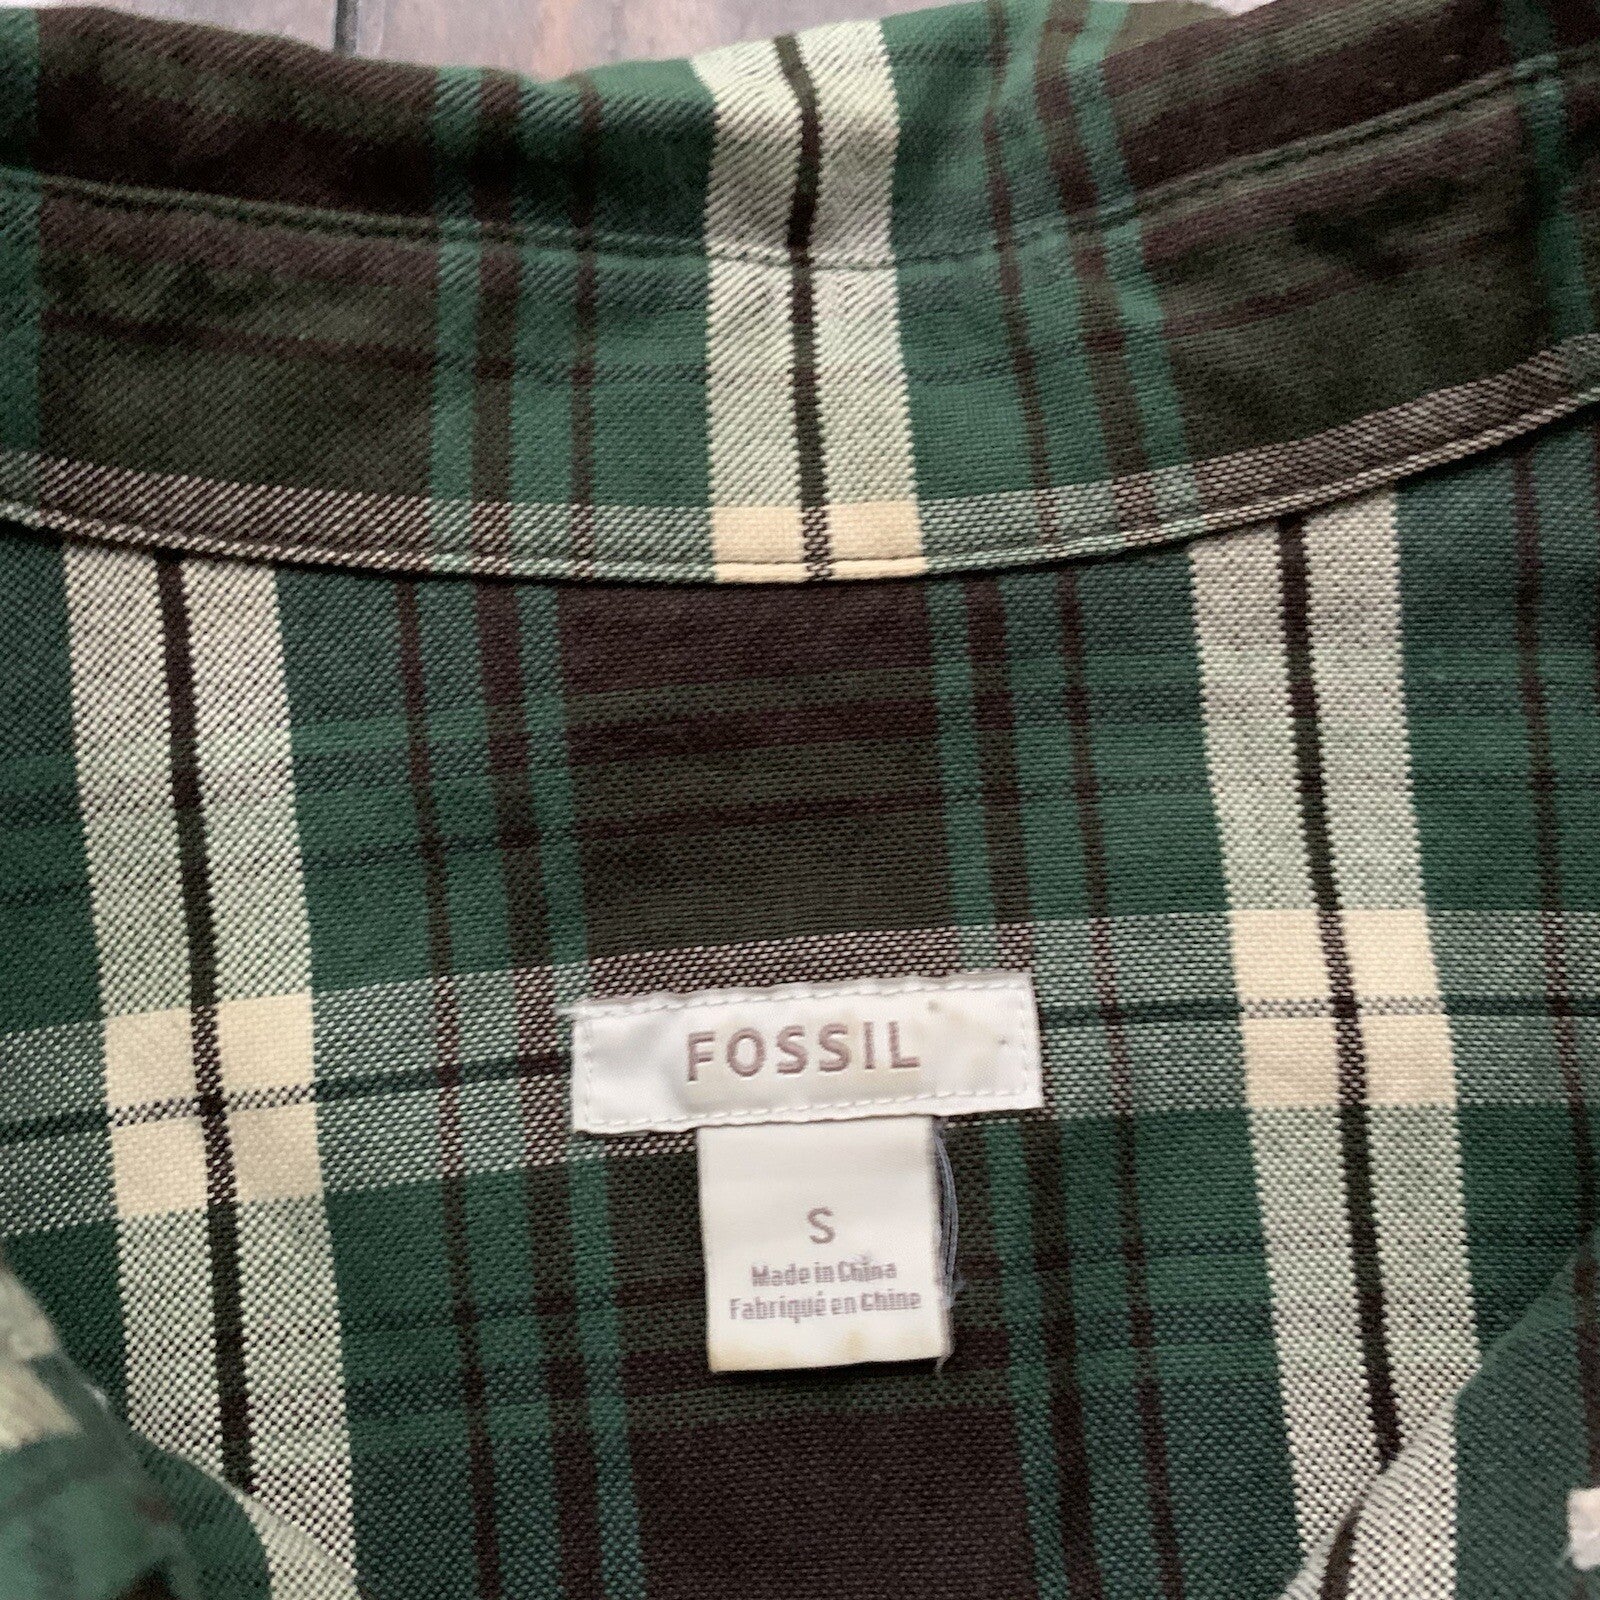 FOSSIL
S
Made in China
Fabriqué en Chine